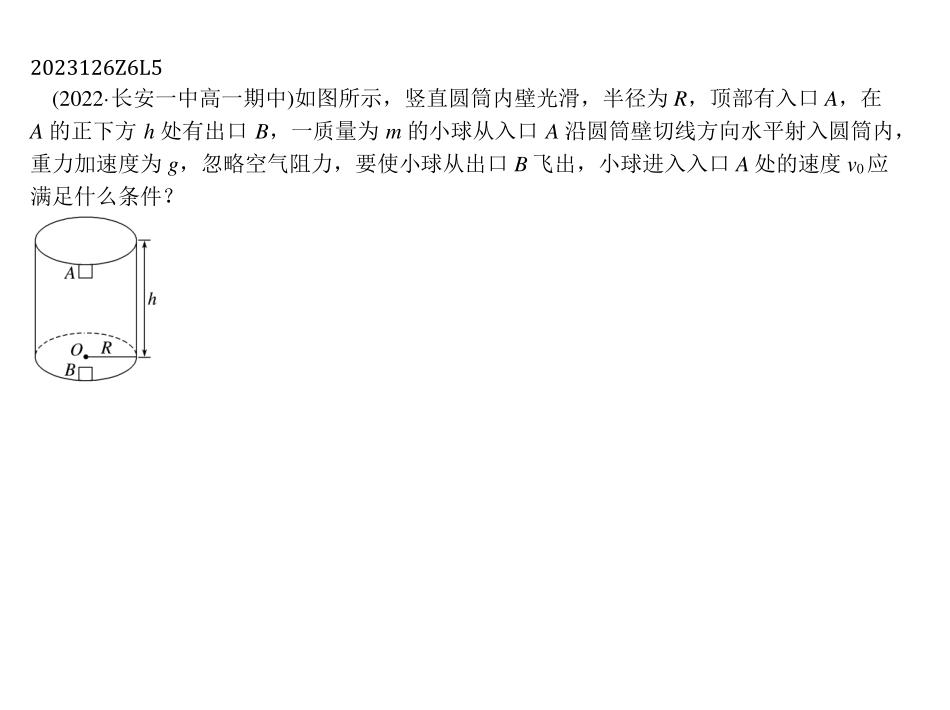 2023126Z6L5
(2022·长安一中高一期中)如图所示，竖直圆筒内壁光滑，半径为 R，顶部有入口 A，在
A 的正下方 h 处有出口 B，一质量为 m 的小球从入口 A 沿圆筒壁切线方向水平射入圆筒内，
重力加速度为 g，忽略空气阻力，要使小球从出口 B 飞出，小球进入入口 A 处的速度 v₀应
满足什么条件？
A
h
O R
B